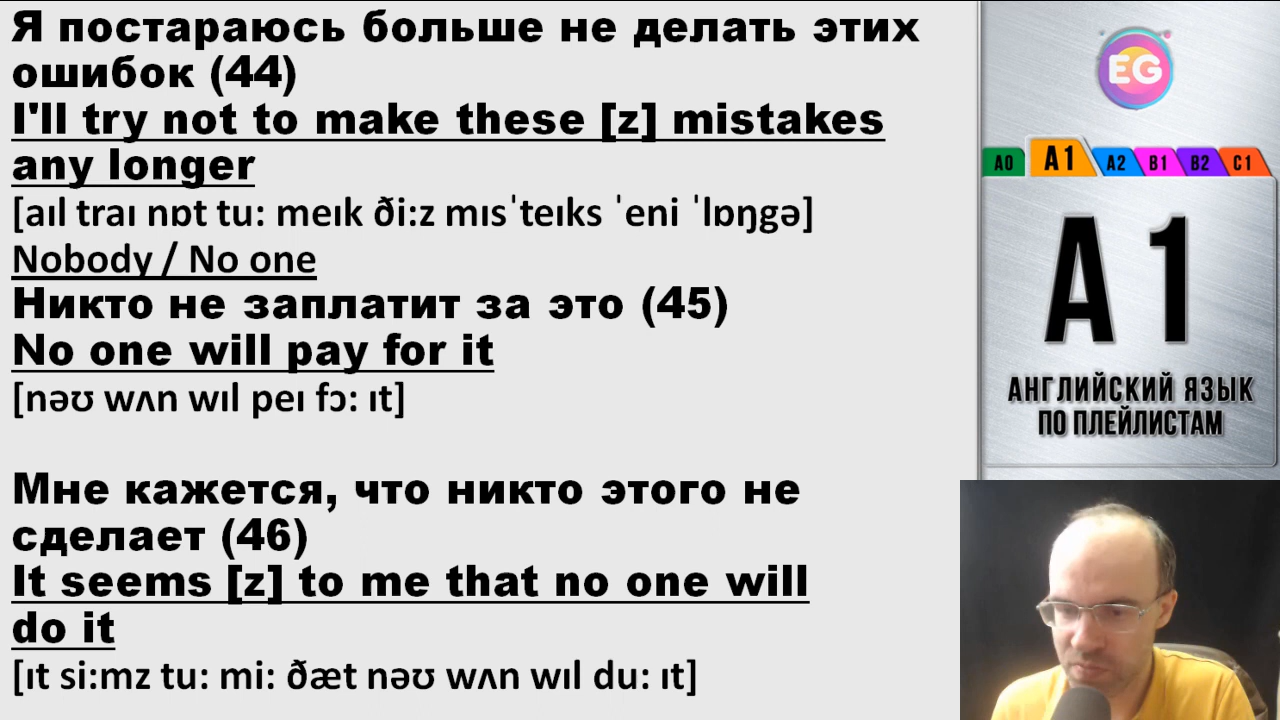 Я постараюсь больше не делать этих
ошибок (44)
I'll try not to make these [z] mistakes
any longer
[aɪl traɪ nɒt tu: meɪk ði:z mɪsˈteɪks ˈeni ˈlɒŋgə]
Nobody / No one
Никто не заплатит за это (45)
No one will pay for it
[nəʊ wʌn wɪl peɪ fɔ: ɪt]
Мне кажется, что никто этого не
сделает (46)
It seems [z] to me that no one will
do it
[ɪt si:mz tu: mi: ðæt nəʊ wʌn wɪl du: ɪt]
EG
A0 A1 A2 B1 B2 C1
A1
АНГЛИЙСКИЙ ЯЗЫК
ПО ПЛЕЙЛИСТАМ